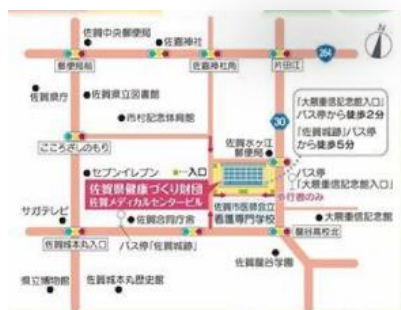 佐賀中央郵便局
佐嘉神社
264
郵便局前
佐嘉神社角
片田江
佐賀県庁
佐賀県立図書館
市村記念体育館
30
「大隈重信記念館入口」
バス停から徒歩2分
「佐賀城跡」バス停
から徒歩5分
こころざしのもり
佐賀水ヶ江
郵便局
セブンイレブン
…入口
バス停
「大隈重信記念館入口」
佐賀県健康づくり財団
佐賀メディカルセンタービル
佐賀市医師会立
看護専門学校
サガテレビ
佐賀合同庁舎
大隈重信記念館
佐賀城本丸入口
バス停「佐賀城跡」
龍谷高校北
佐賀龍谷学園
県立博物館
佐賀城本丸歴史館